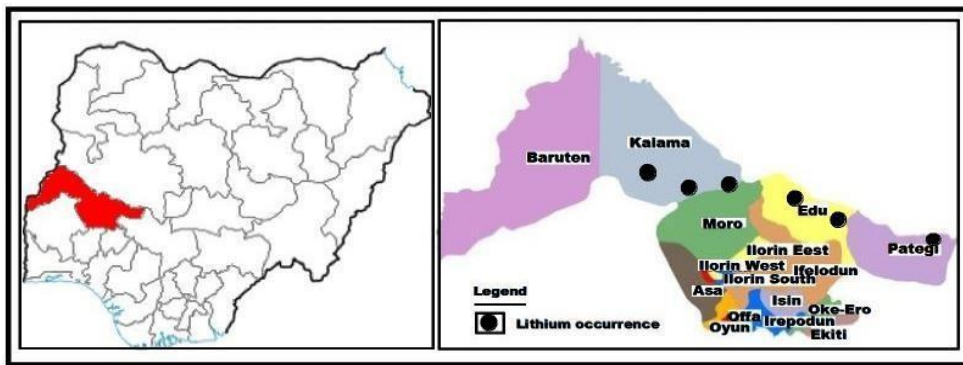 Kaiama
Baruten
Edu
Moro
Pategi
Ilorin Eest
Ilorin West
Ifelodun
Ilorin South
Asa
Legend
Isin
Oke-Ero
Offa
Lithium occurrence
Oyun
Irepodun
Ekiti